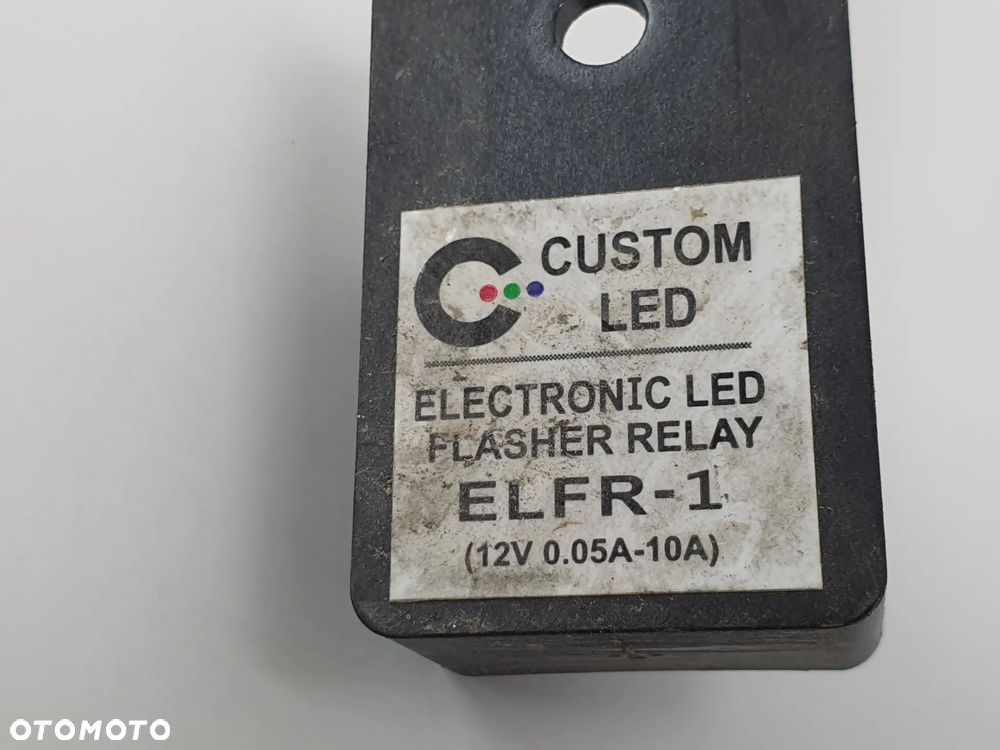 CUSTOM
LED
ELECTRONIC LED
FLASHER RELAY
ELFR-1
(12V 0.05A-10A)
OTOMOTO